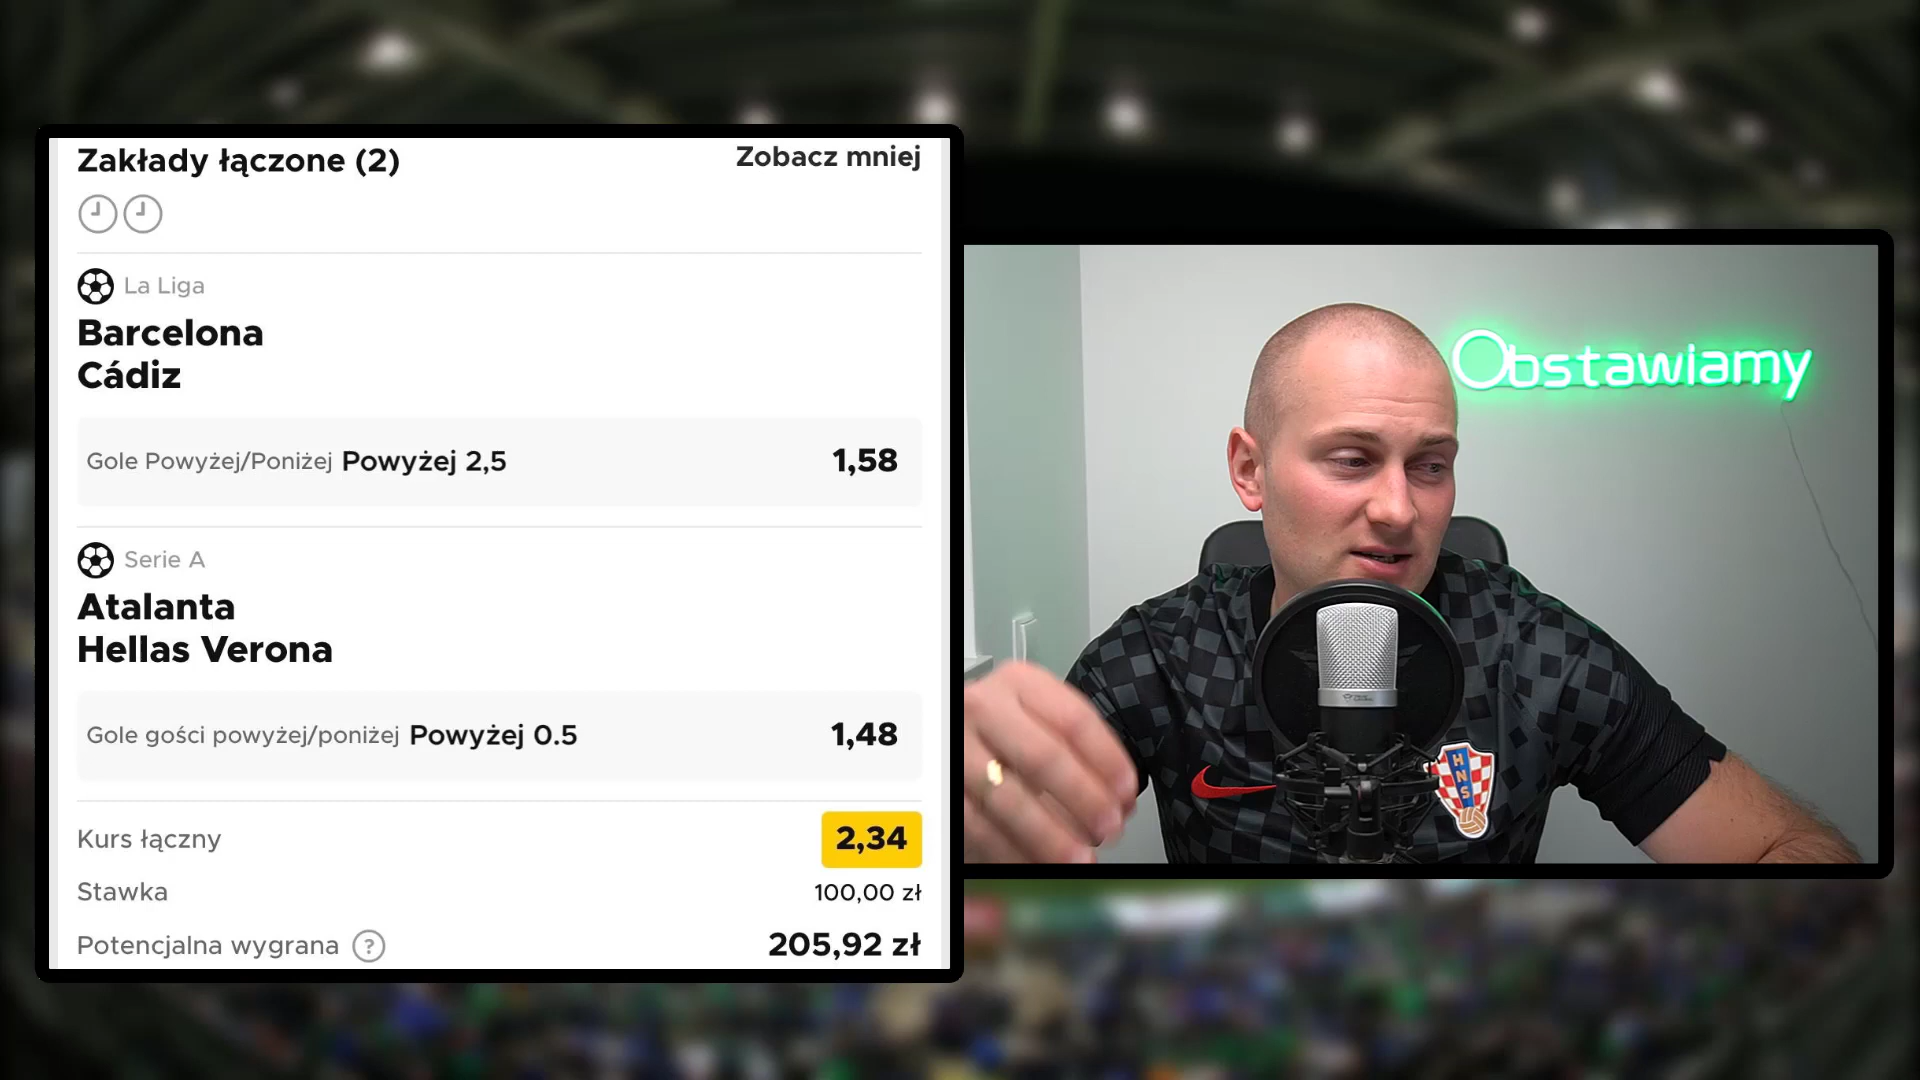 Zakłady łączone (2)
Zobacz mniej
La Liga
Barcelona
Cádiz
Gole Powyżej/Poniżej Powyżej 2,5
1,58
Serie A
Atalanta
Hellas Verona
Gole gości powyżej/poniżej Powyżej 0.5
1,48
Kurs łączny
2,34
Stawka
100,00 zł
Potencjalna wygrana ?
205,92 zł
Obstawiamy
HNS